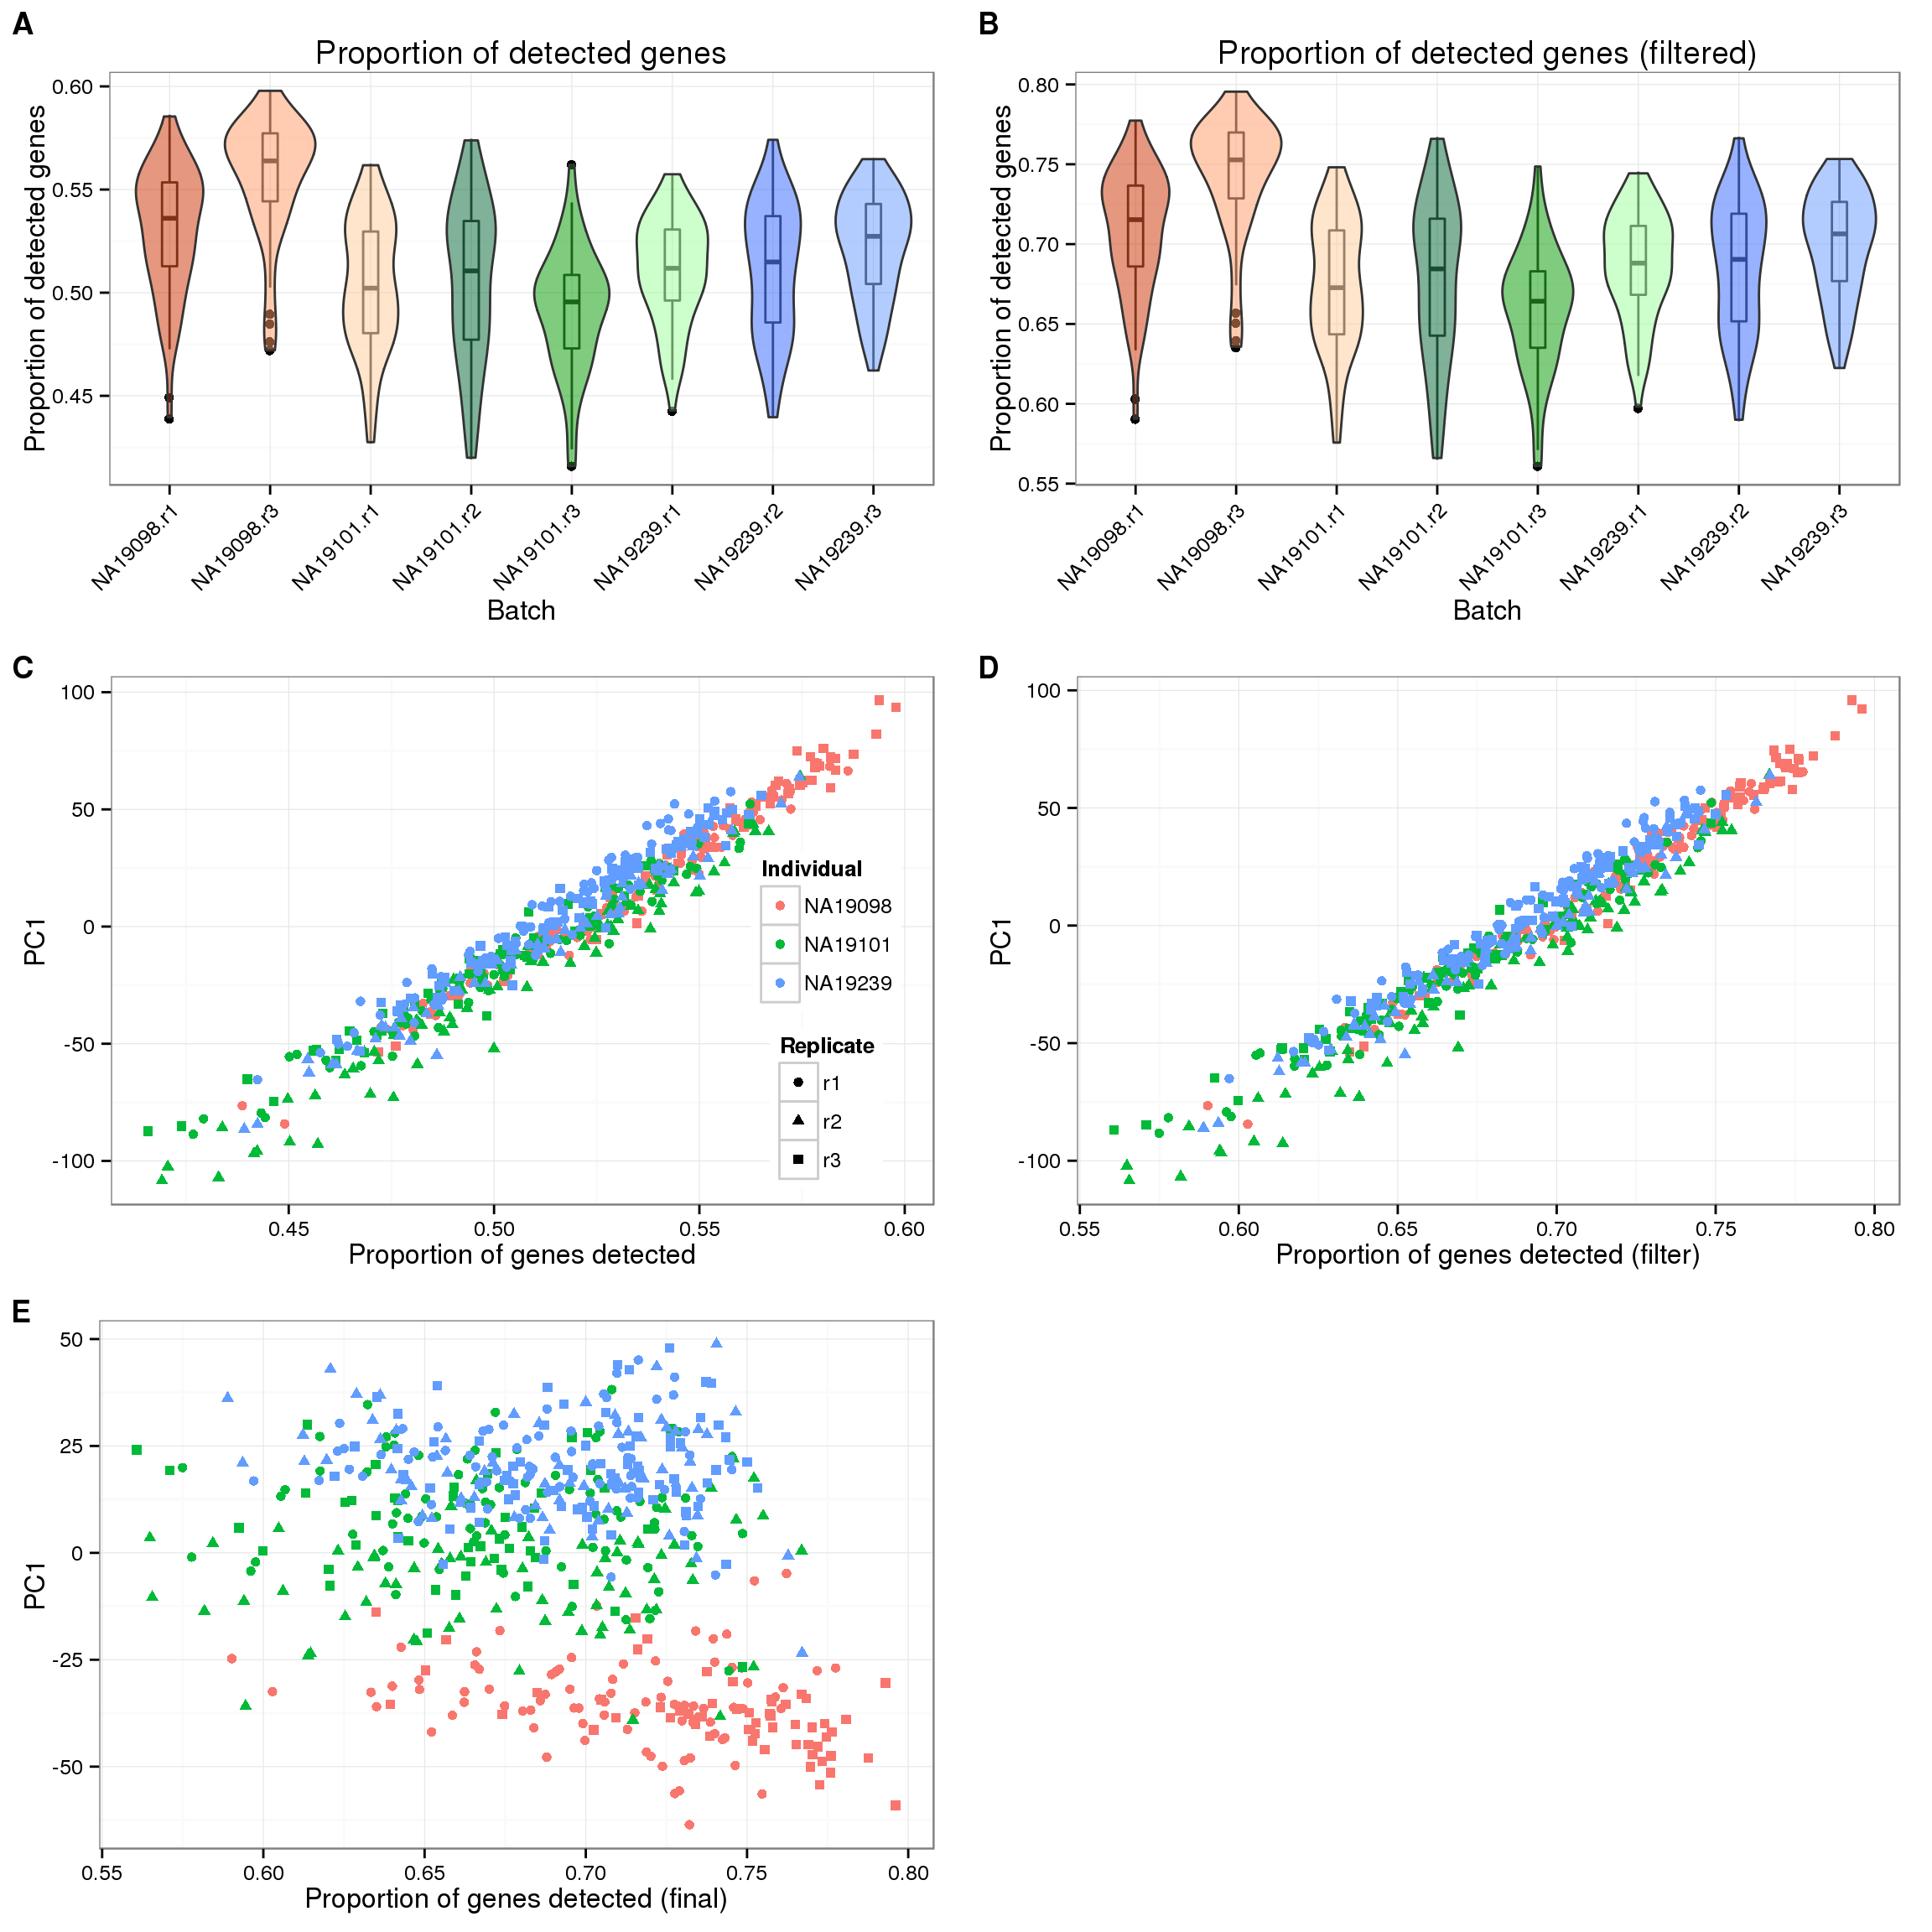 A
Proportion of detected genes
Proportion of detected genes
0.60
0.55
0.50
0.45
NA19098.r1
NA19098.r3
NA19101.r1
NA19101.r2
NA19101.r3
NA19239.r1
NA19239.r2
NA19239.r3
Batch
B
Proportion of detected genes (filtered)
Proportion of detected genes
0.80
0.75
0.70
0.65
0.60
0.55
NA19098.r1
NA19098.r3
NA19101.r1
NA19101.r2
NA19101.r3
NA19239.r1
NA19239.r2
NA19239.r3
Batch
C
PC1
100
50
0
-50
-100
Individual
NA19098
NA19101
NA19239
Replicate
r1
r2
r3
0.45
0.50
0.55
0.60
Proportion of genes detected
D
PC1
100
50
0
-50
-100
0.55
0.60
0.65
0.70
0.75
0.80
Proportion of genes detected (filter)
E
PC1
50
25
0
-25
-50
0.55
0.60
0.65
0.70
0.75
0.80
Proportion of genes detected (final)